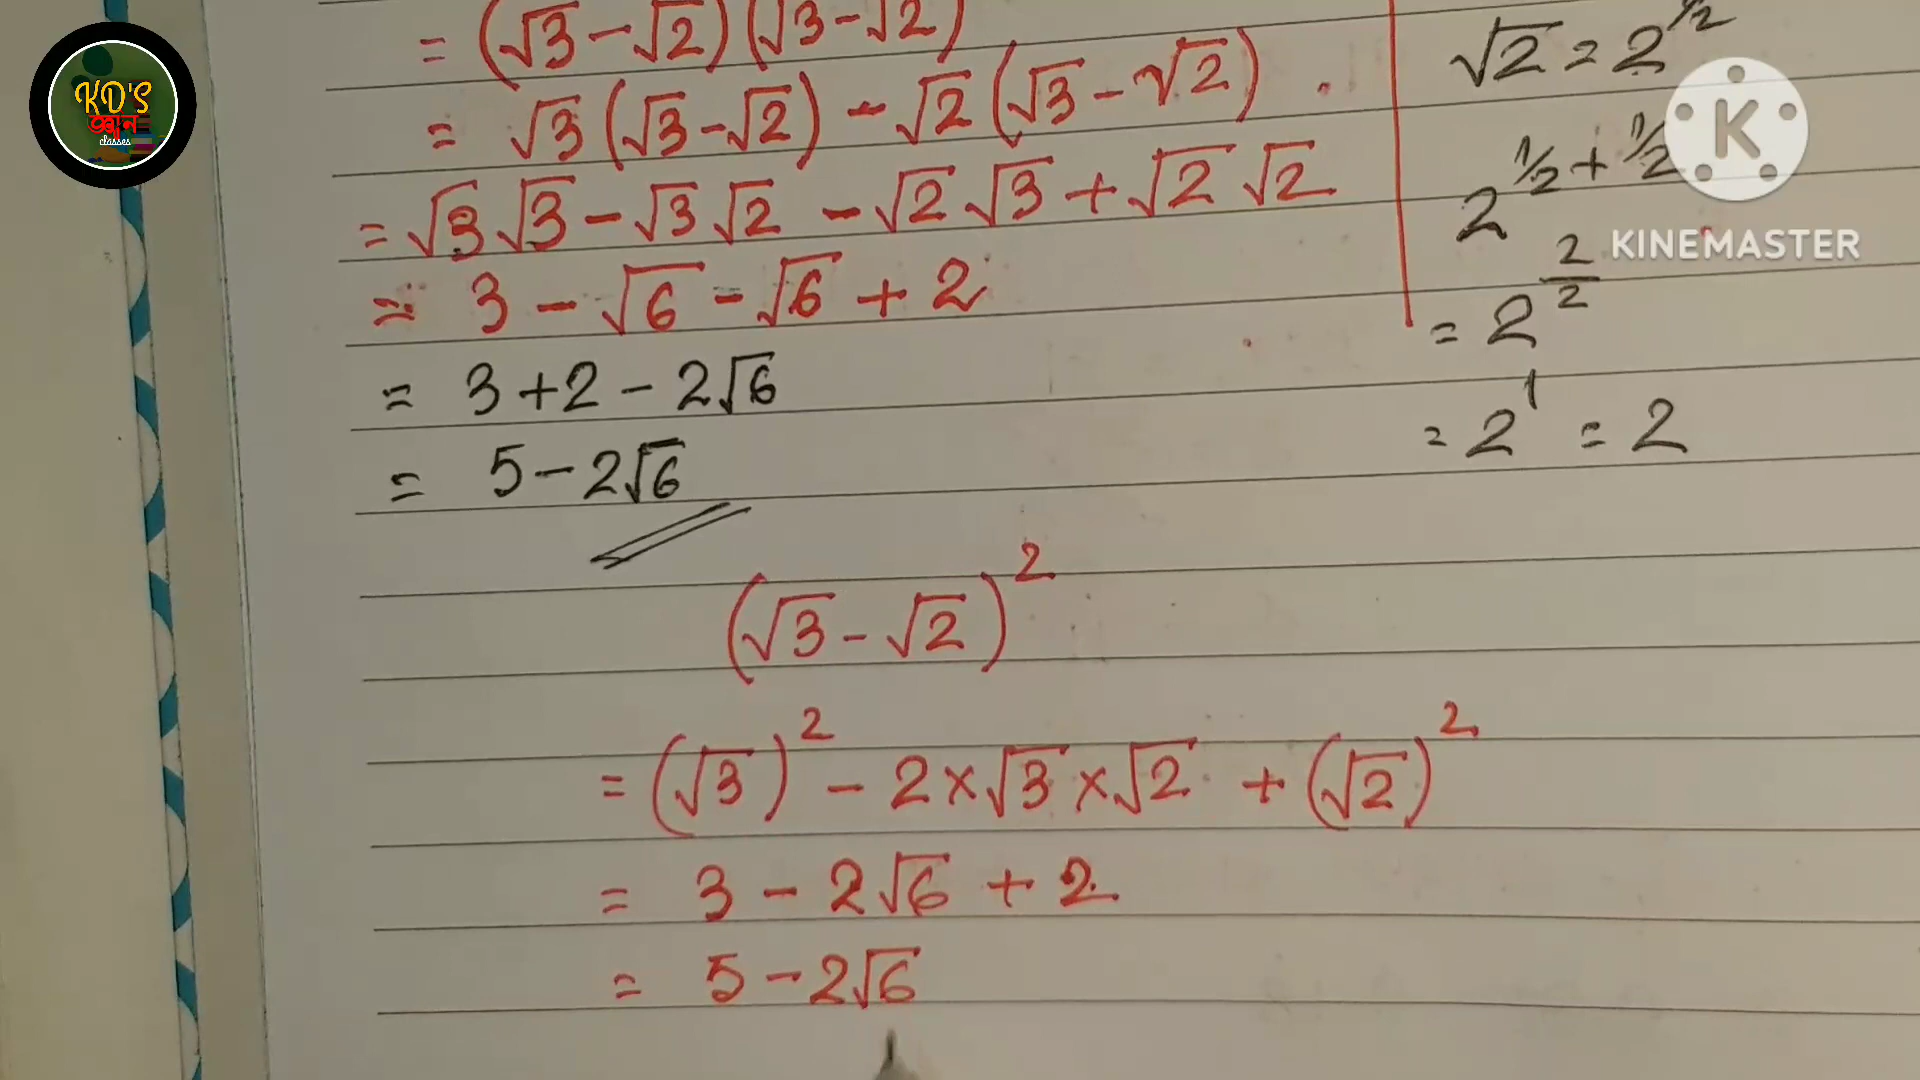 KD'S
জ্ঞান
classes
= (√3-√2)(√3-√2)
= √3(√3-√2) - √2(√3-√2)
= √3√3 - √3√2 - √2√3 + √2√2
= 3 - √6 - √6 + 2
= 3+2 - 2√6
= 5 - 2√6
(√3 - √2)²
= (√3)² - 2×√3×√2 + (√2)²
= 3 - 2√6 + 2
= 5 - 2√6
√2 = 2^1/2
2^1/2 + 1/2
= 2^2/2
= 2^1 = 2
K
KINEMASTER